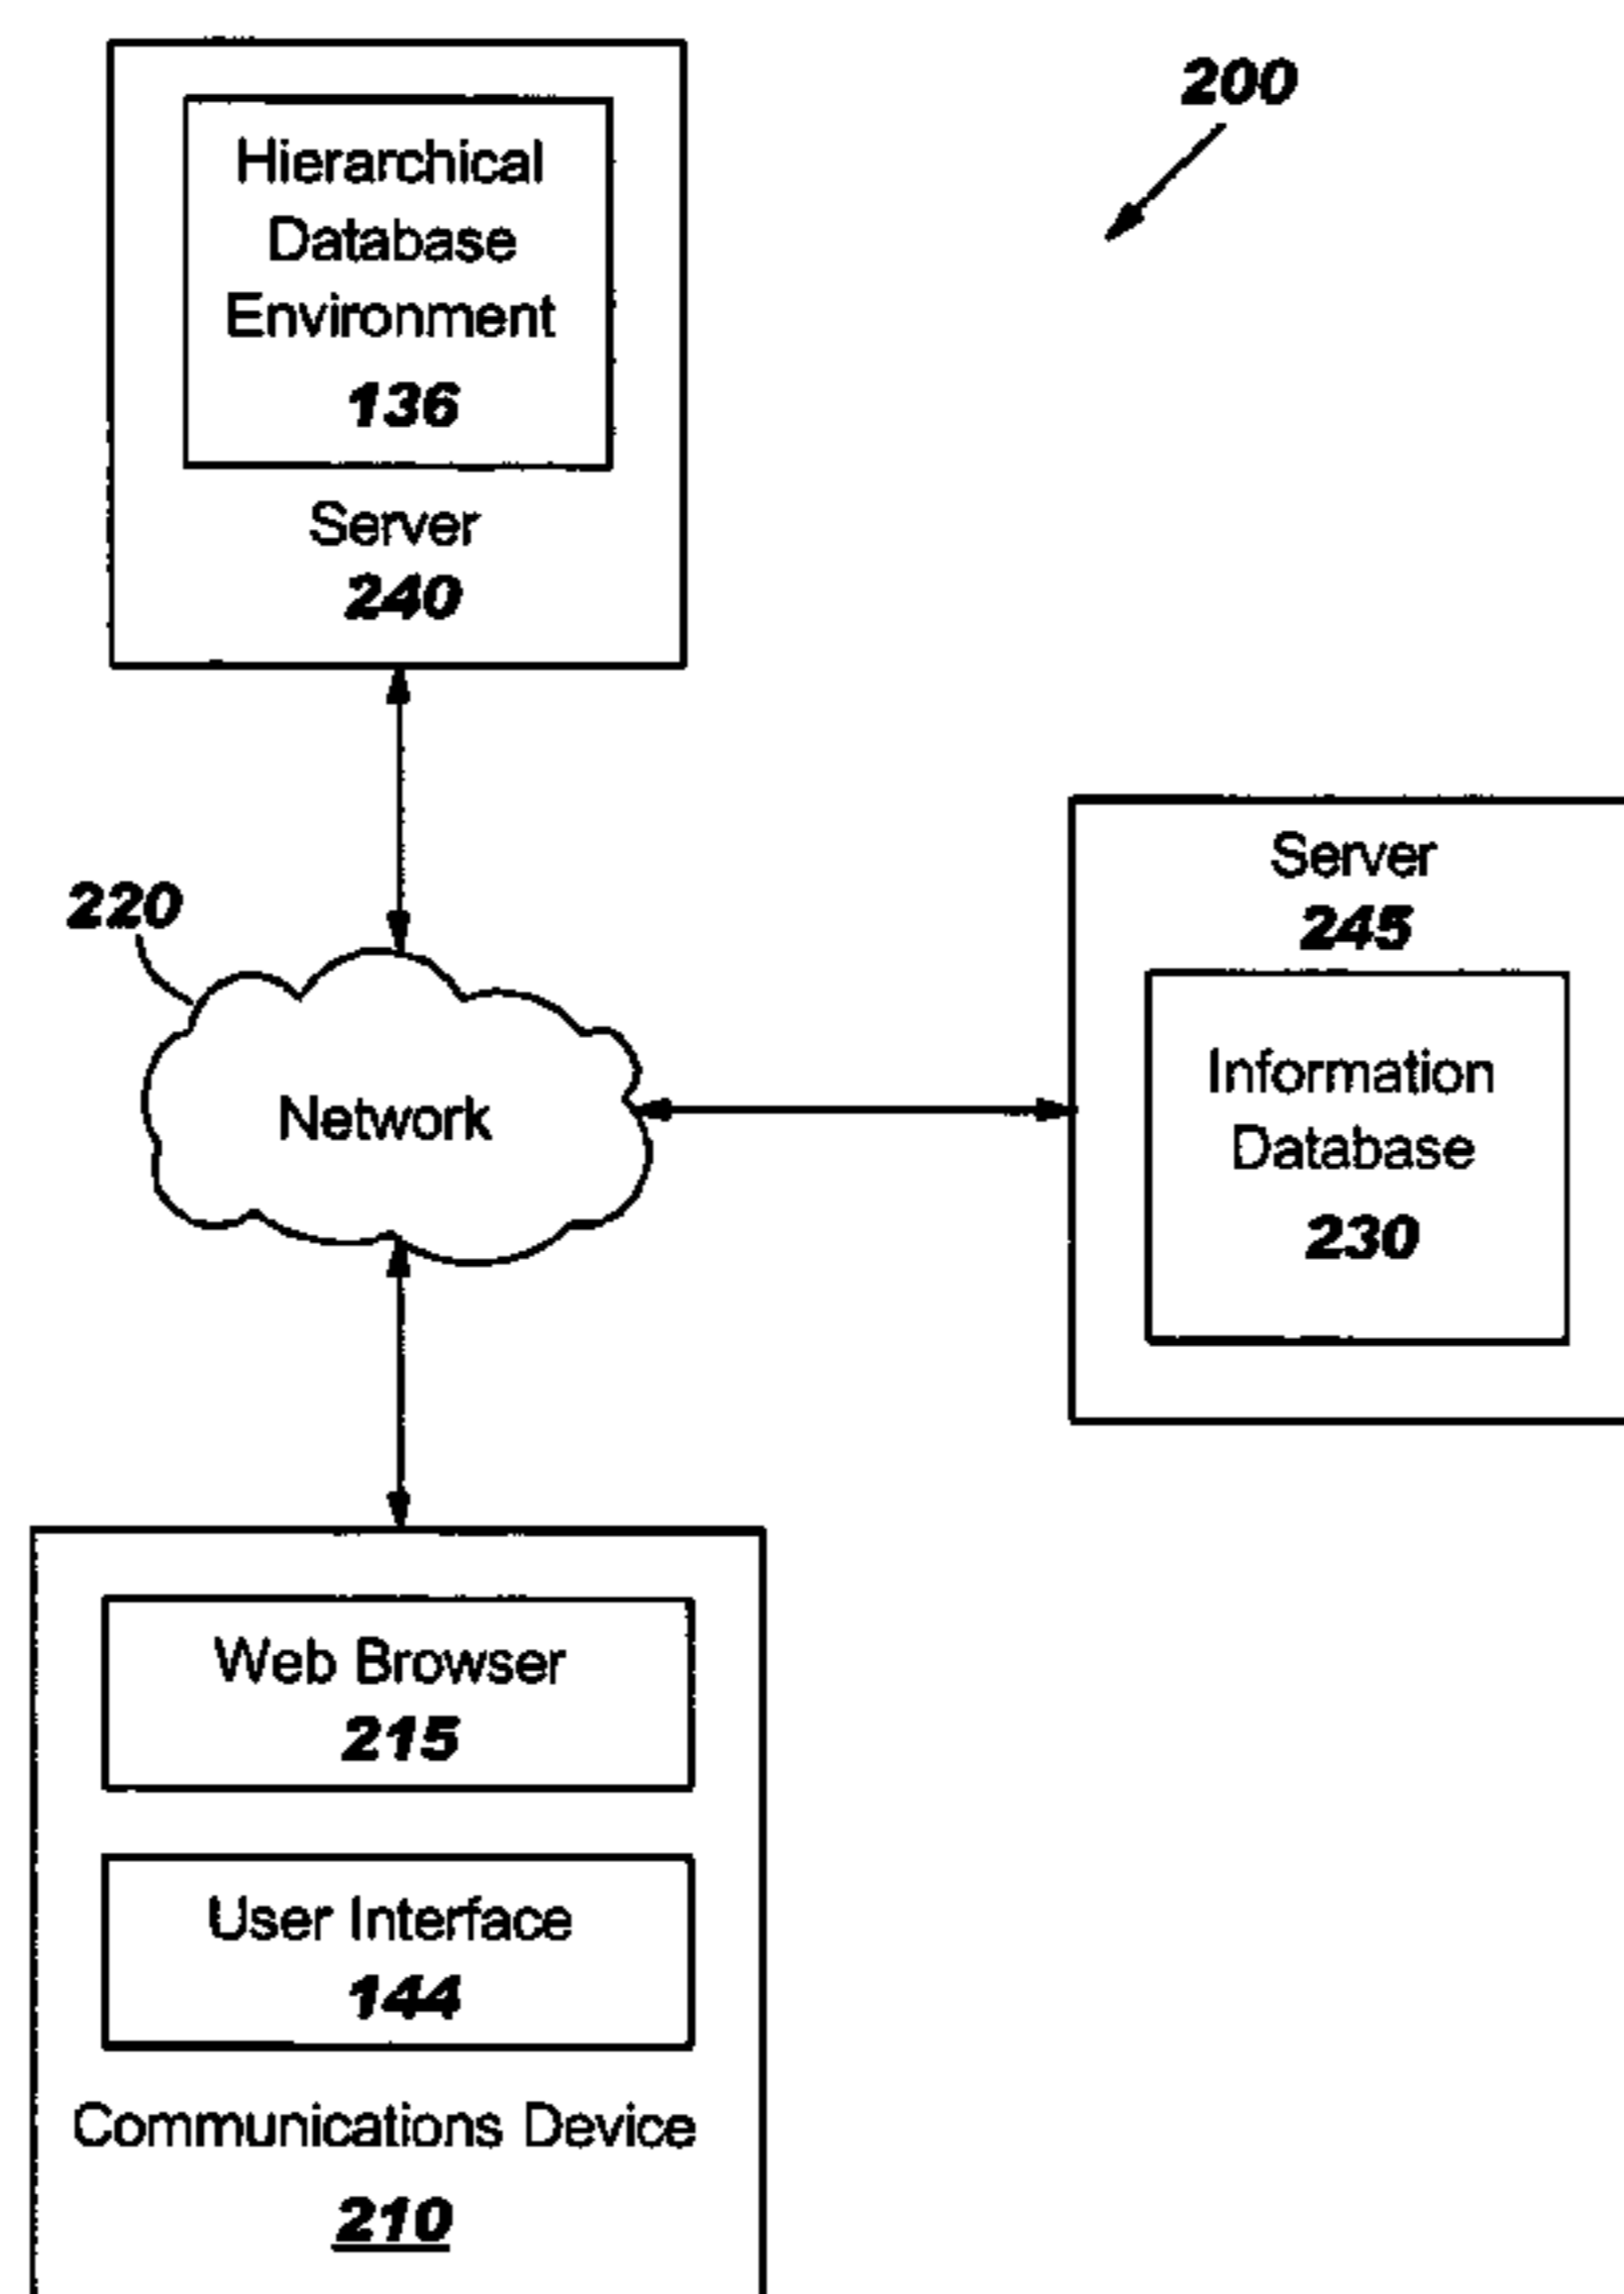 200
Hierarchical
Database
Environment
136
Server
240
220
Network
Server
245
Information
Database
230
Web Browser
215
User Interface
144
Communications Device
210